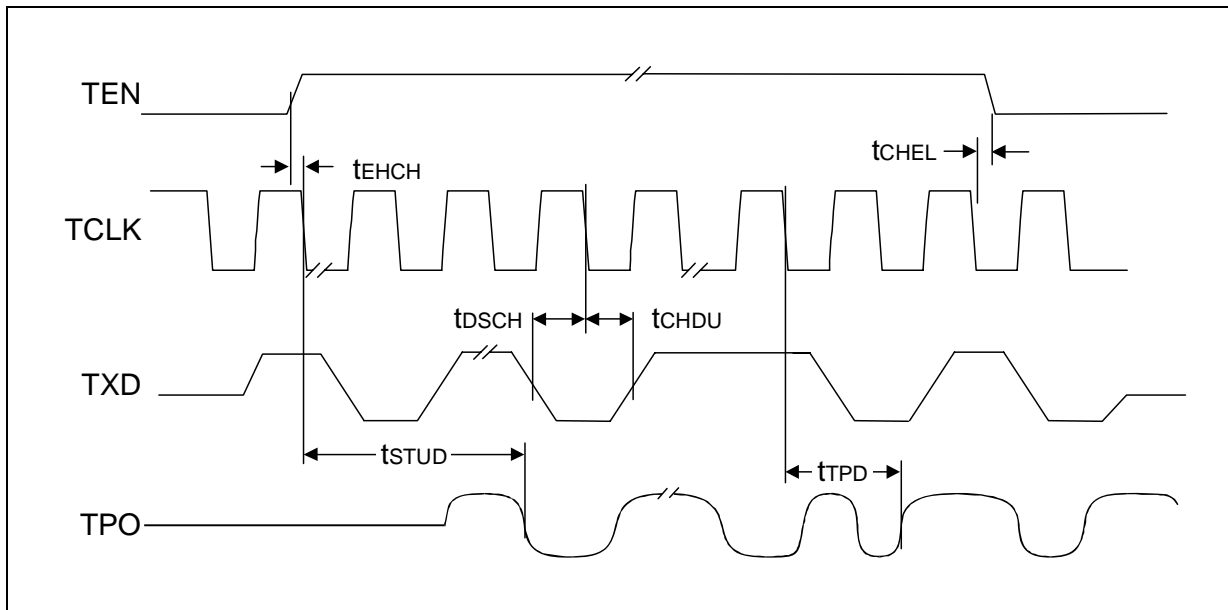 TEN
tCHEL
tEHCH
TCLK
tDSCH
tCHDU
TXD
tSTUD
tTPD
TPO